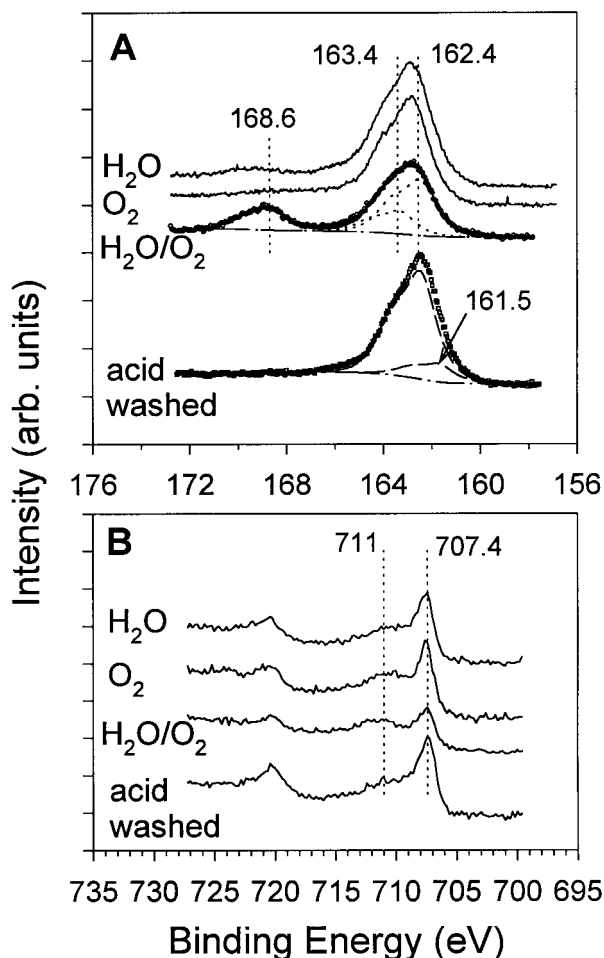 A
163.4 162.4
168.6
H₂O
O₂
H₂O/O₂
161.5
acid
washed
176 172 168 164 160 156
Intensity (arb. units)
B
711 707.4
H₂O
O₂
H₂O/O₂
acid
washed
735 730 725 720 715 710 705 700 695
Binding Energy (eV)